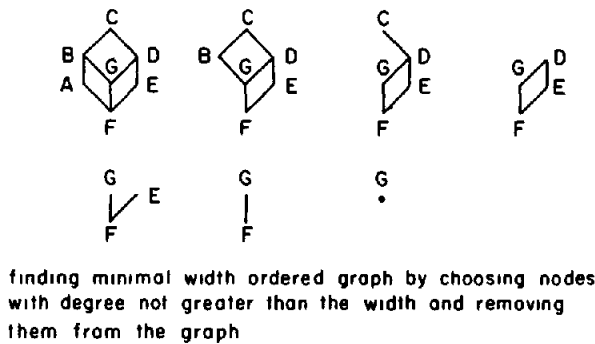 C C C
B G D B G D G D G D
A E E E E
F F F F
G E G G
F F
finding minimal width ordered graph by choosing nodes
with degree not greater than the width and removing
them from the graph